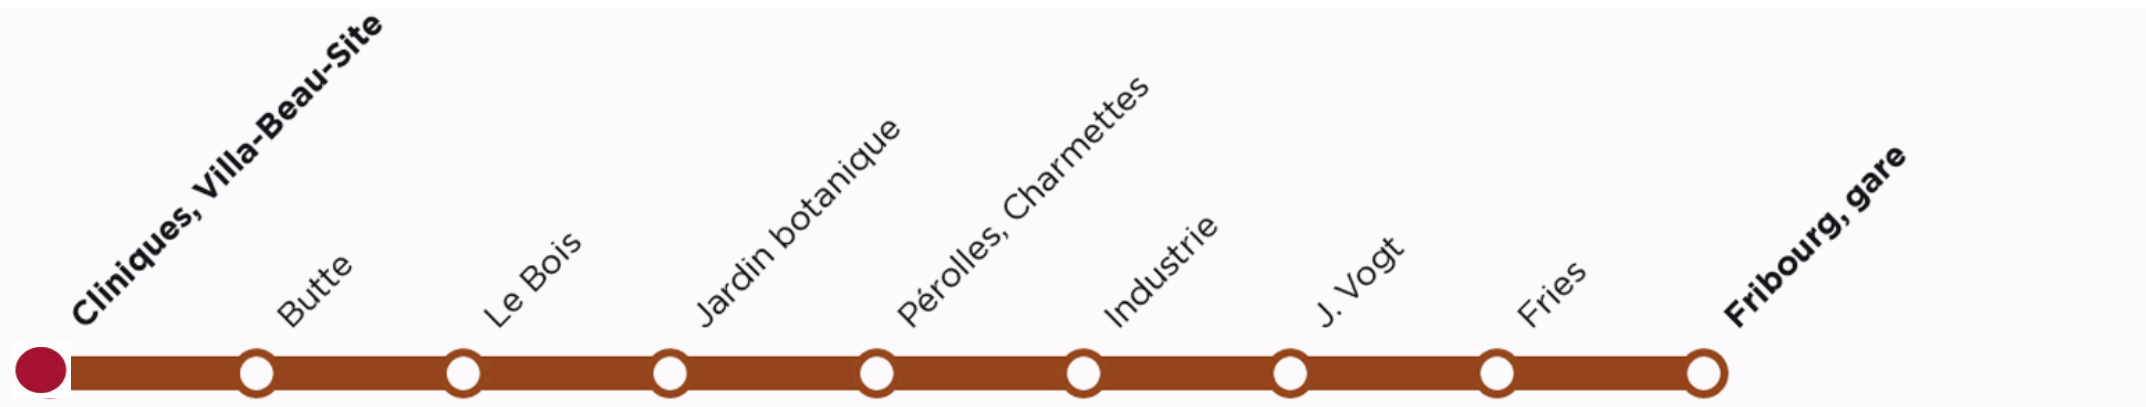 Cliniques, Villa-Beau-Site
Butte
Le Bois
Jardin botanique
Pérolles, Charmettes
Industrie
J. Vogt
Fries
Fribourg, gare